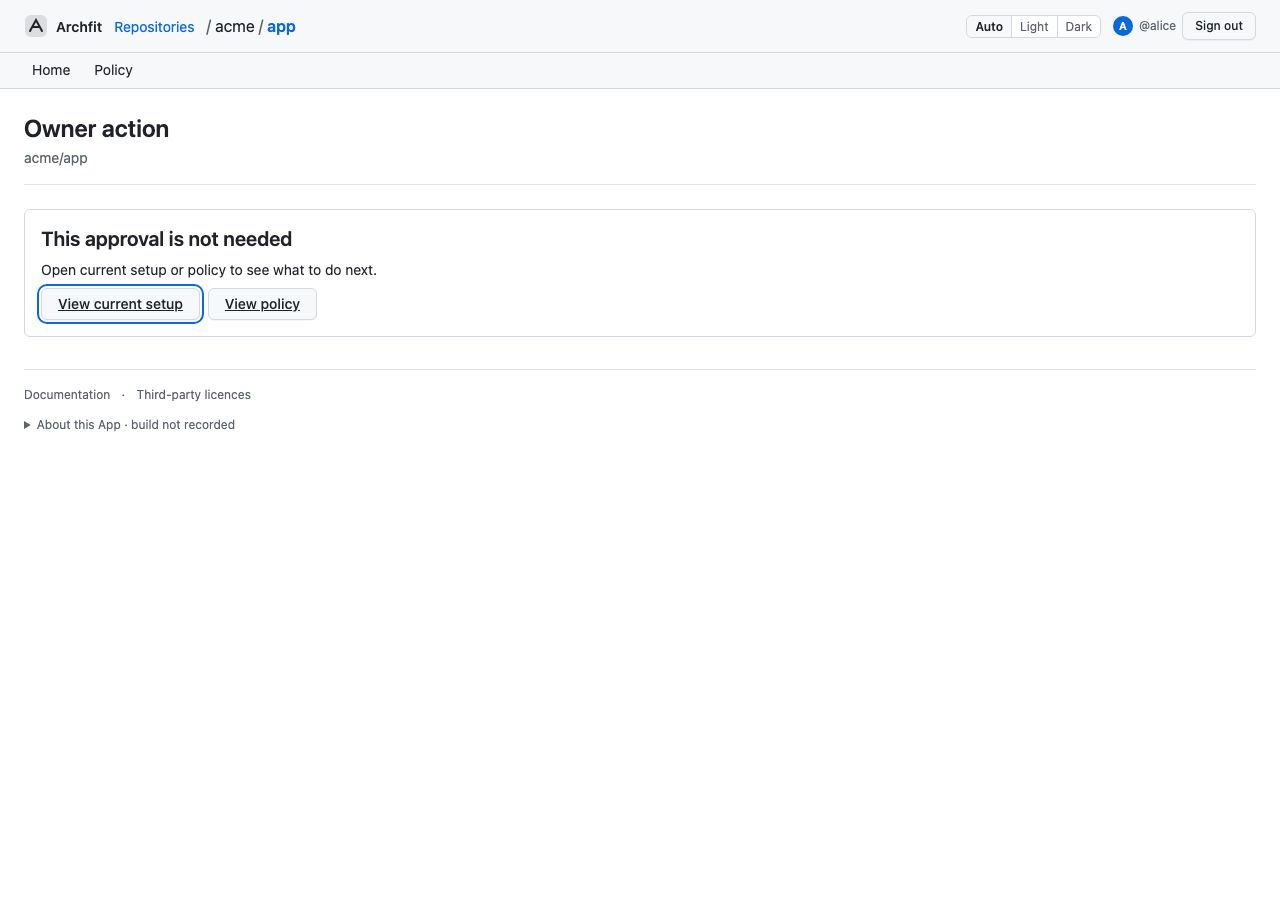 Archfit Repositories / acme / app Auto Light Dark A @alice Sign out
Home Policy
Owner action
acme/app
This approval is not needed
Open current setup or policy to see what to do next.
View current setup View policy
Documentation · Third-party licences
About this App · build not recorded